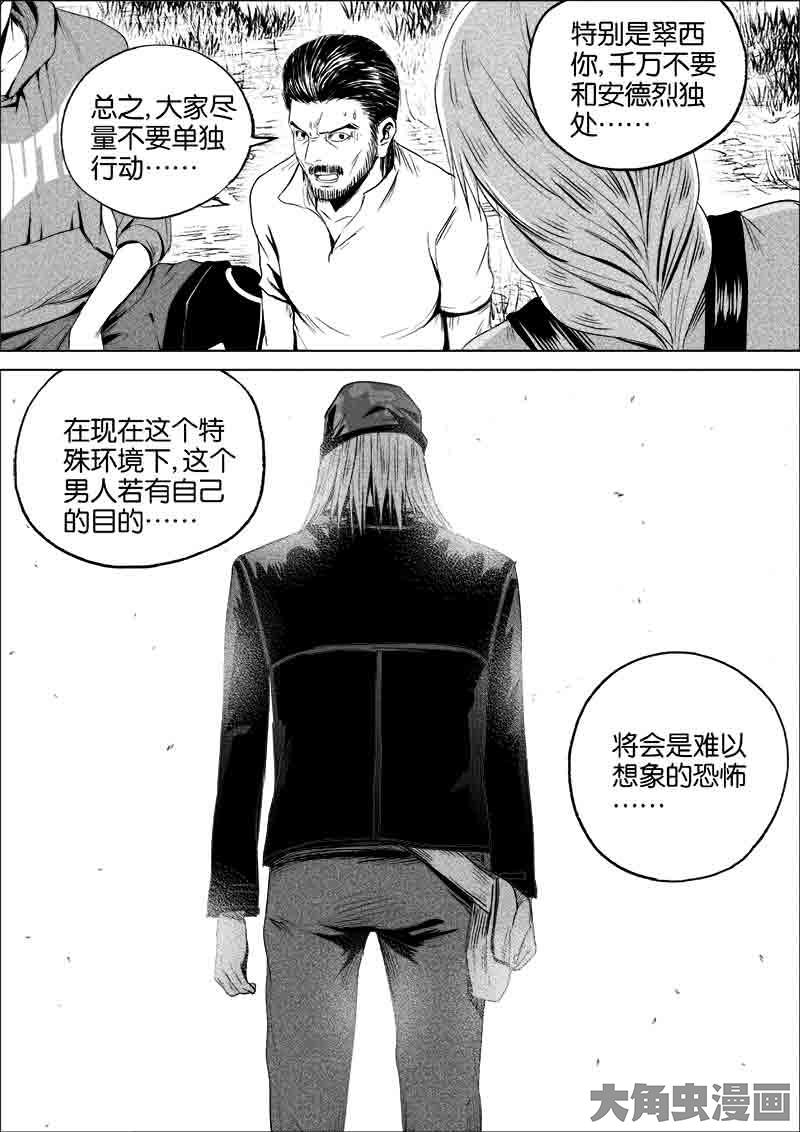 总之,大家尽
量不要单独
行动……
特别是翠西
你,千万不要
和安德烈独
处……
在现在这个特
殊环境下,这个
男人若有自己
的目的……
将会是难以
想象的恐怖
……
大角虫漫画